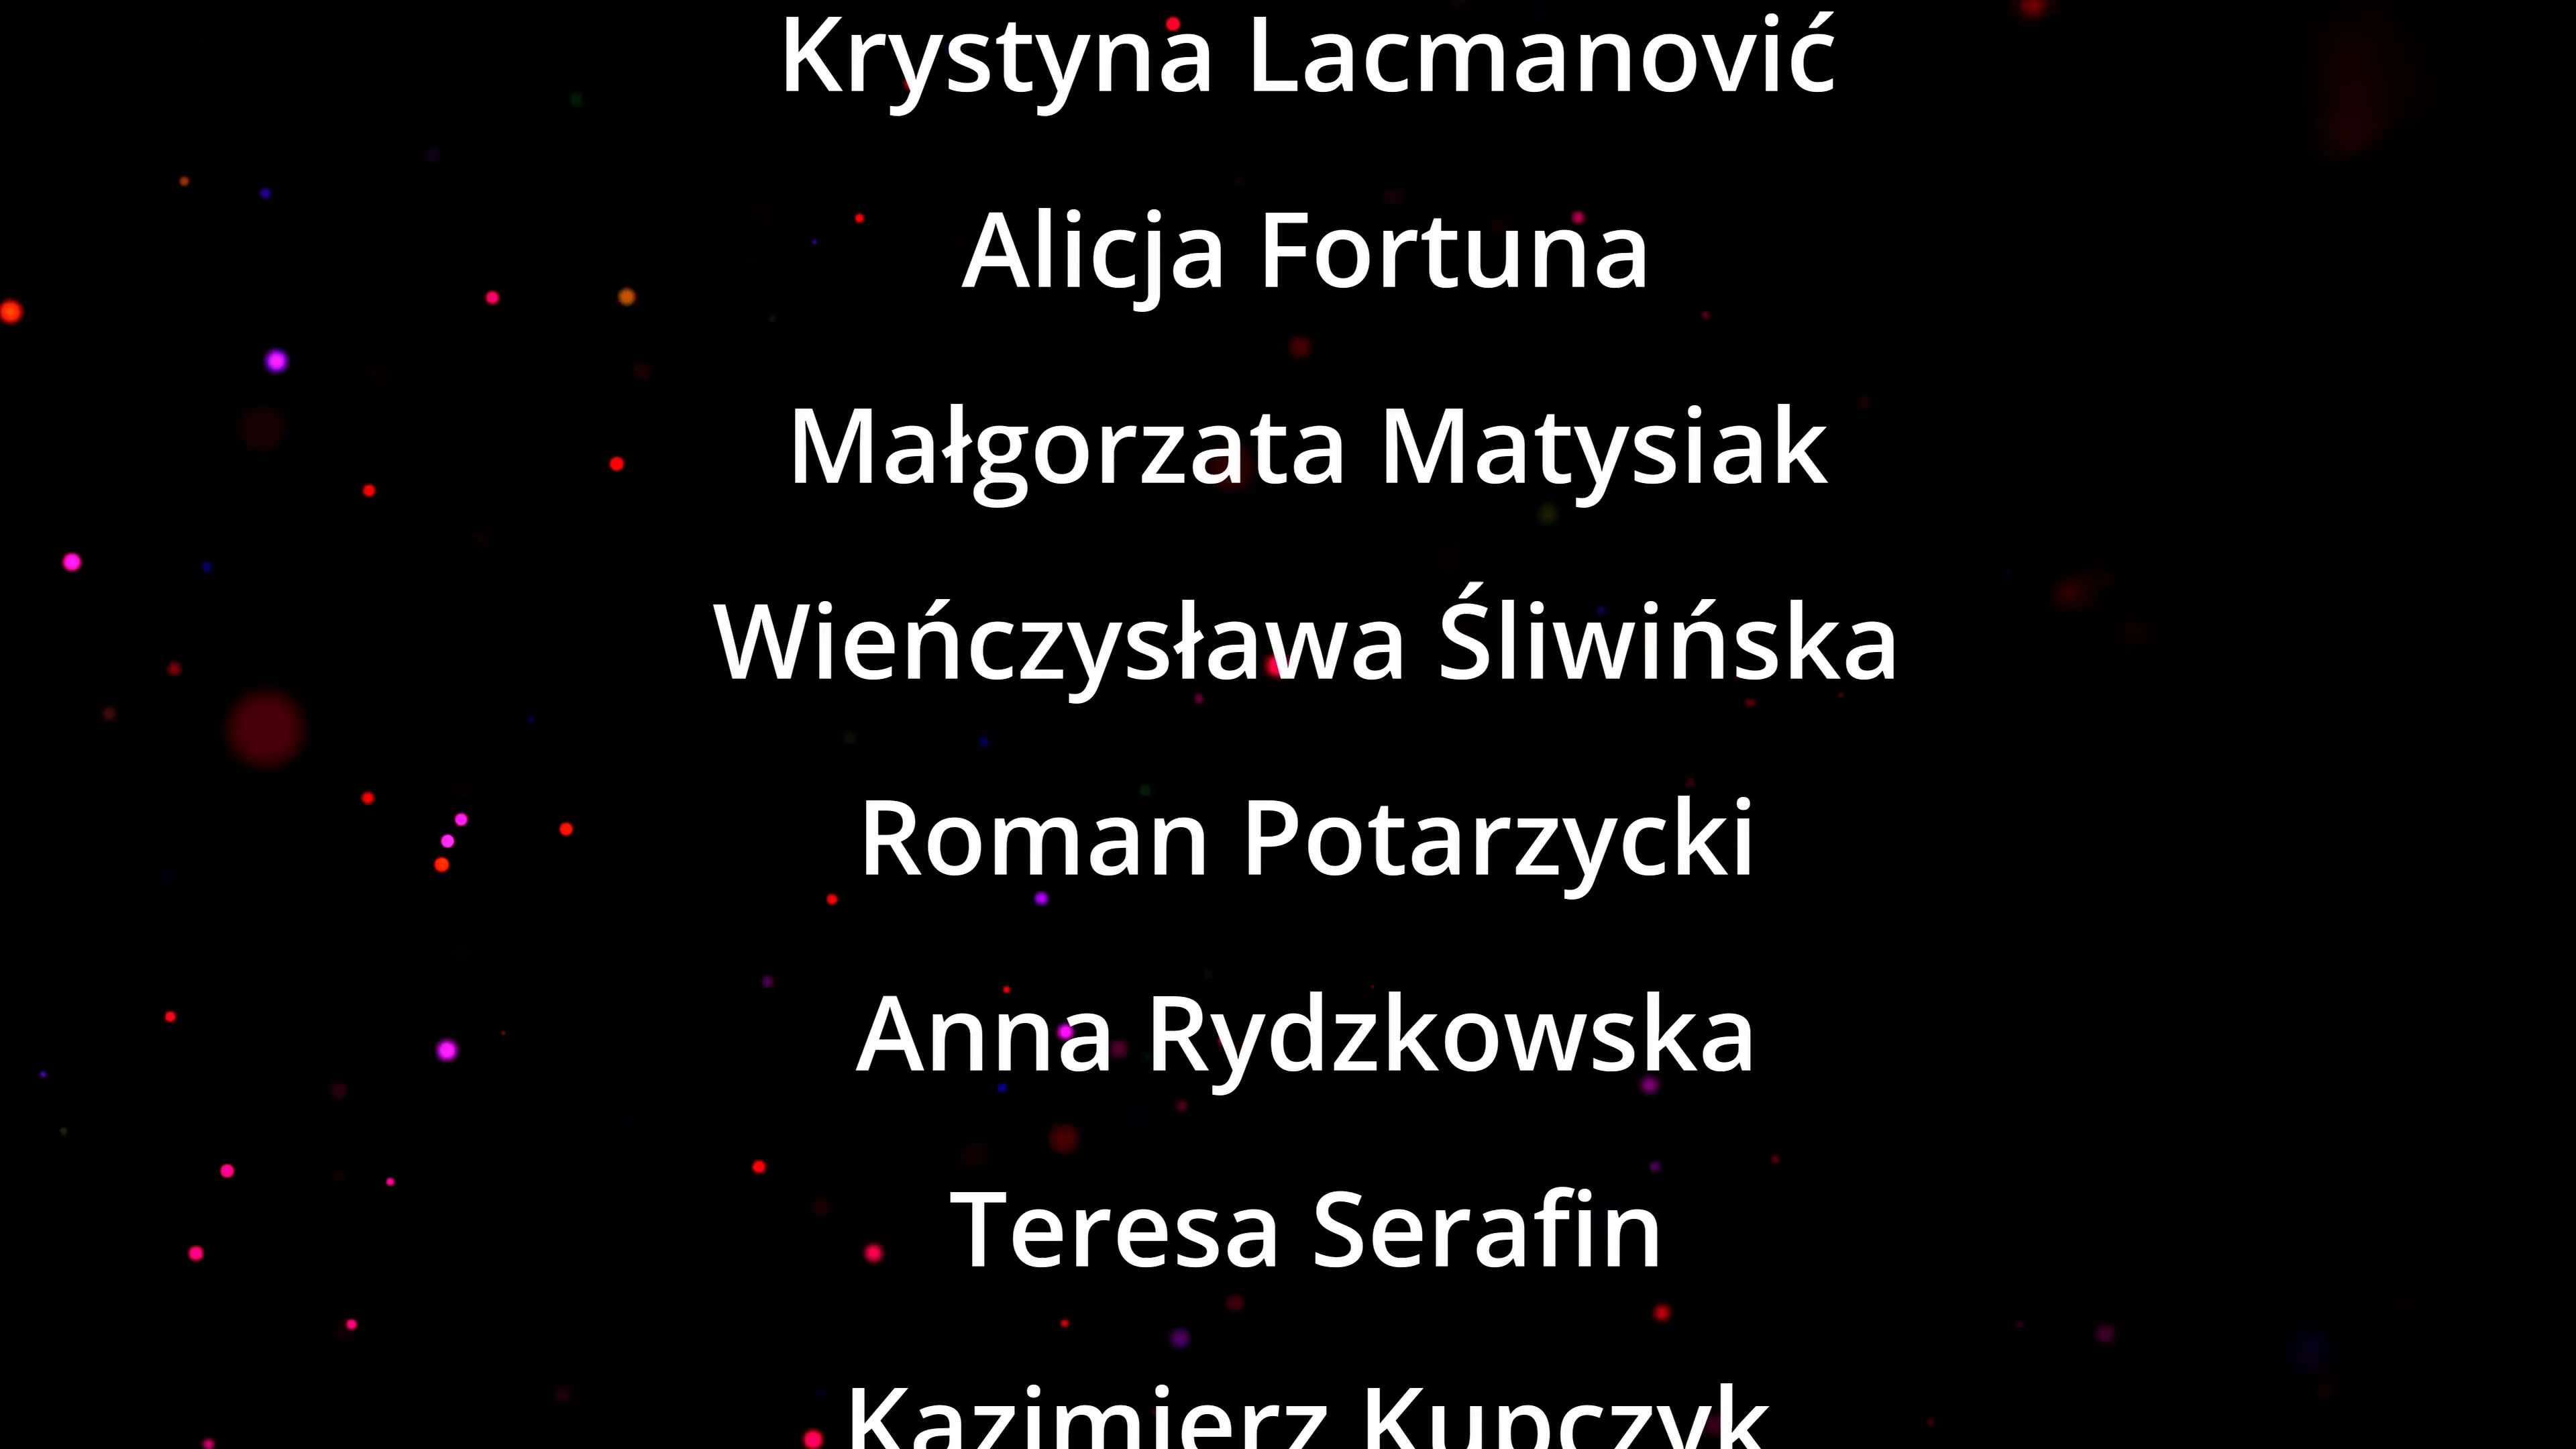 Krystyna Lacmanović
Alicja Fortuna
Małgorzata Matysiak
Wieńczysława Śliwińska
Roman Potarzycki
Anna Rydzkowska
Teresa Serafin
Kazimierz Kupczyk